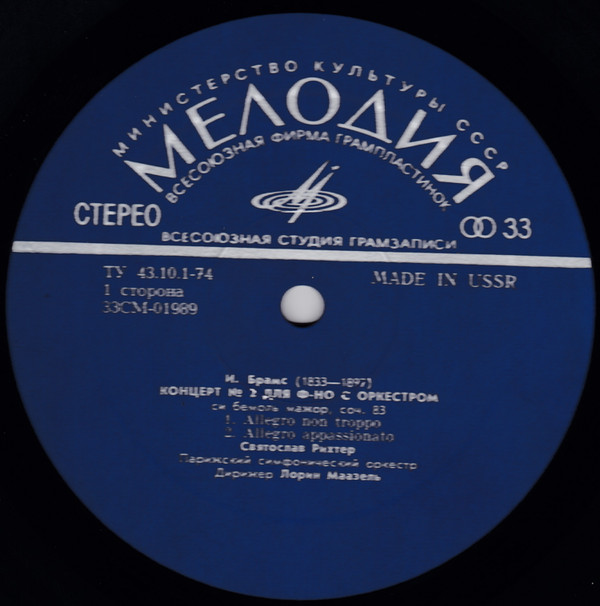 МИНИСТЕРСТВО КУЛЬТУРЫ СССР
МЕЛОДИЯ
ВСЕСОЮЗНАЯ ФИРМА ГРАМПЛАСТИНОК
СТЕРЕО
33
ВСЕСОЮЗНАЯ СТУДИЯ ГРАМЗАПИСИ
ТУ 43.10.1-74
MADE IN USSR
1 сторона
33СМ-01989
И. Брамс (1833—1897)
КОНЦЕРТ № 2 ДЛЯ Ф-НО С ОРКЕСТРОМ
си бемоль мажор, соч. 83
1. Allegro non troppo
2. Allegro appassionato
Святослав Рихтер
Парижский симфонический оркестр
Дирижер Лорин Маазель